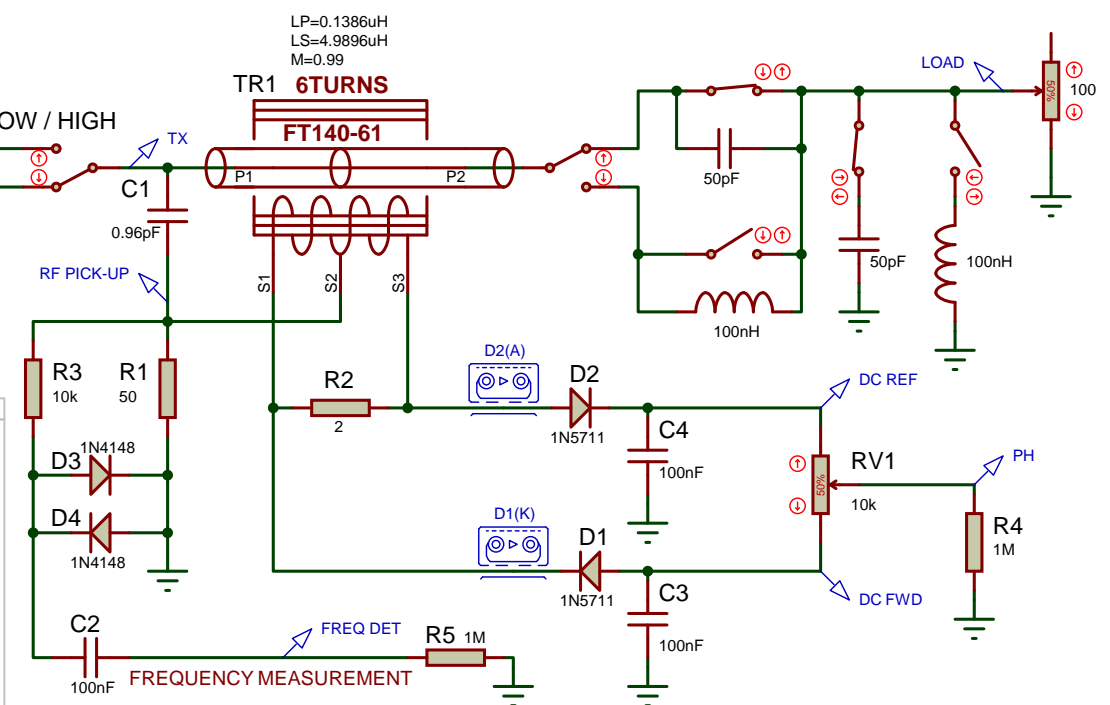 LP=0.1386uH
LS=4.9896uH
M=0.99
TR1 6TURNS
FT140-61
P1
P2
S1
S2
S3
OW / HIGH
TX
C1
0.96pF
RF PICK-UP
LOAD
50%
100
50pF
100nH
50pF
100nH
R3
10k
R1
50
D3
1N4148
D4
1N4148
R2
2
D2(A)
D2
1N5711
C4
100nF
DC REF
RV1
50%
10k
PH
R4
1M
D1(K)
D1
1N5711
C3
100nF
DC FWD
C2
100nF
FREQ DET
R5 1M
FREQUENCY MEASUREMENT